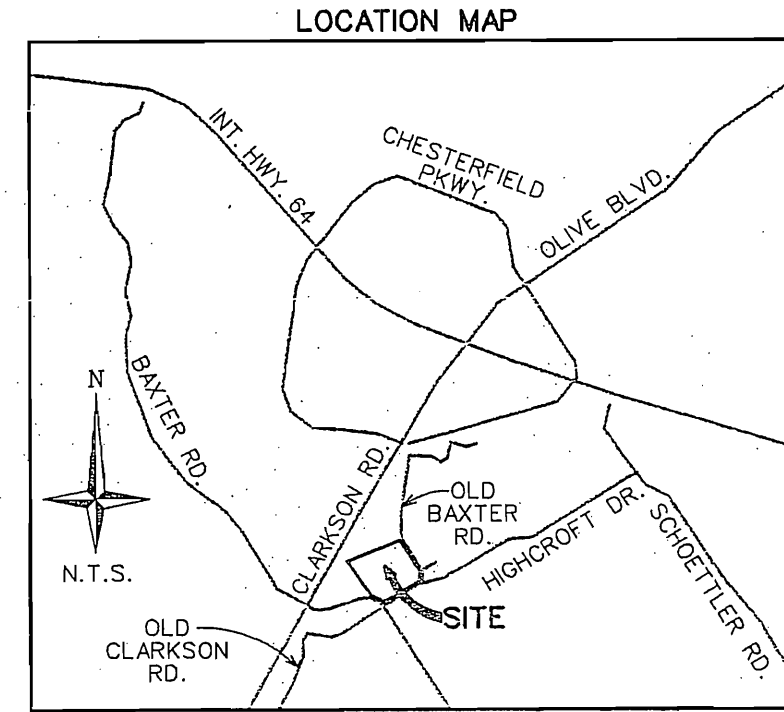 LOCATION MAP
INT. HWY. 64
CHESTERFIELD
PKWY.
OLIVE BLVD.
BAXTER RD.
N
N.T.S.
CLARKSON RD.
OLD
BAXTER
RD.
HIGHCROFT DR.
SCHOETTLER RD.
SITE
OLD
CLARKSON
RD.